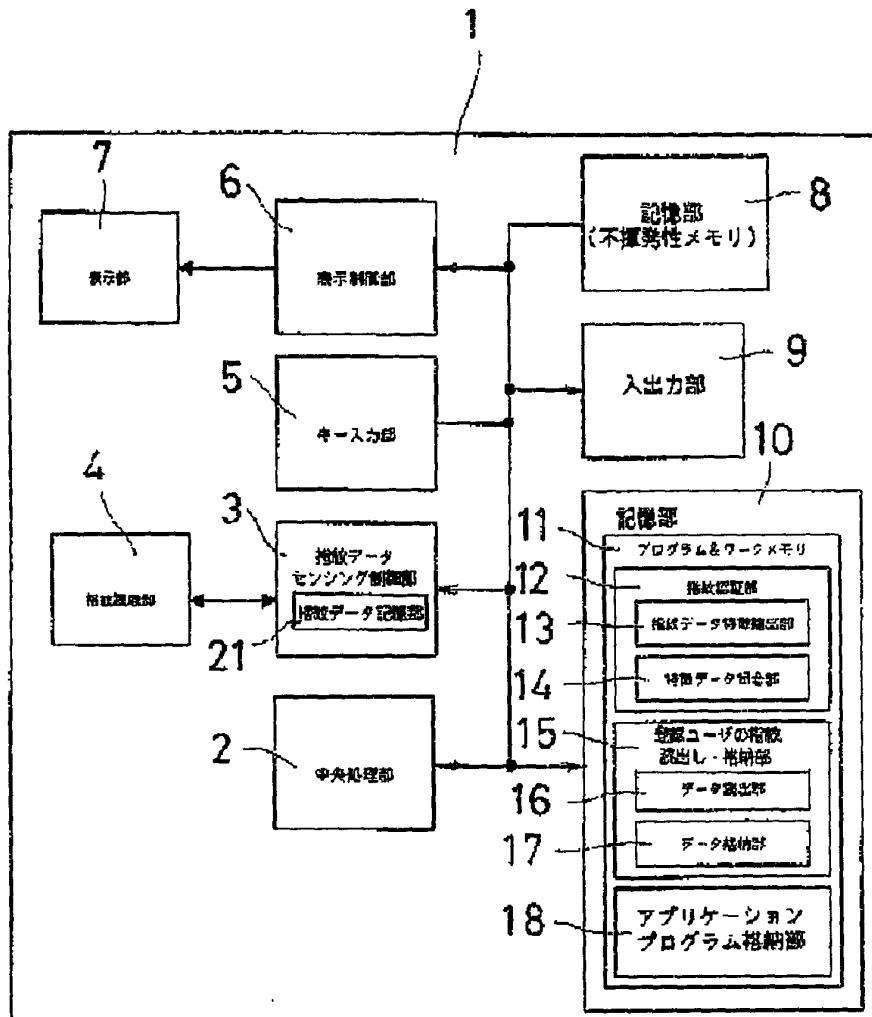 1
7
表示部
6
表示制御部
8
記憶部
(不揮発性メモリ)
5
キー入力部
9
入出力部
4
指紋読取部
3
指紋データ
センシング制御部
指紋データ記憶部
21
2
中央処理部
10
記憶部
11
プログラム&ワークメモリ
12
指紋認証部
13
指紋データ特徴抽出部
14
特徴データ照合部
15
登録ユーザの指紋
読出し・格納部
16
データ読出部
17
データ格納部
18
アプリケーション
プログラム格納部